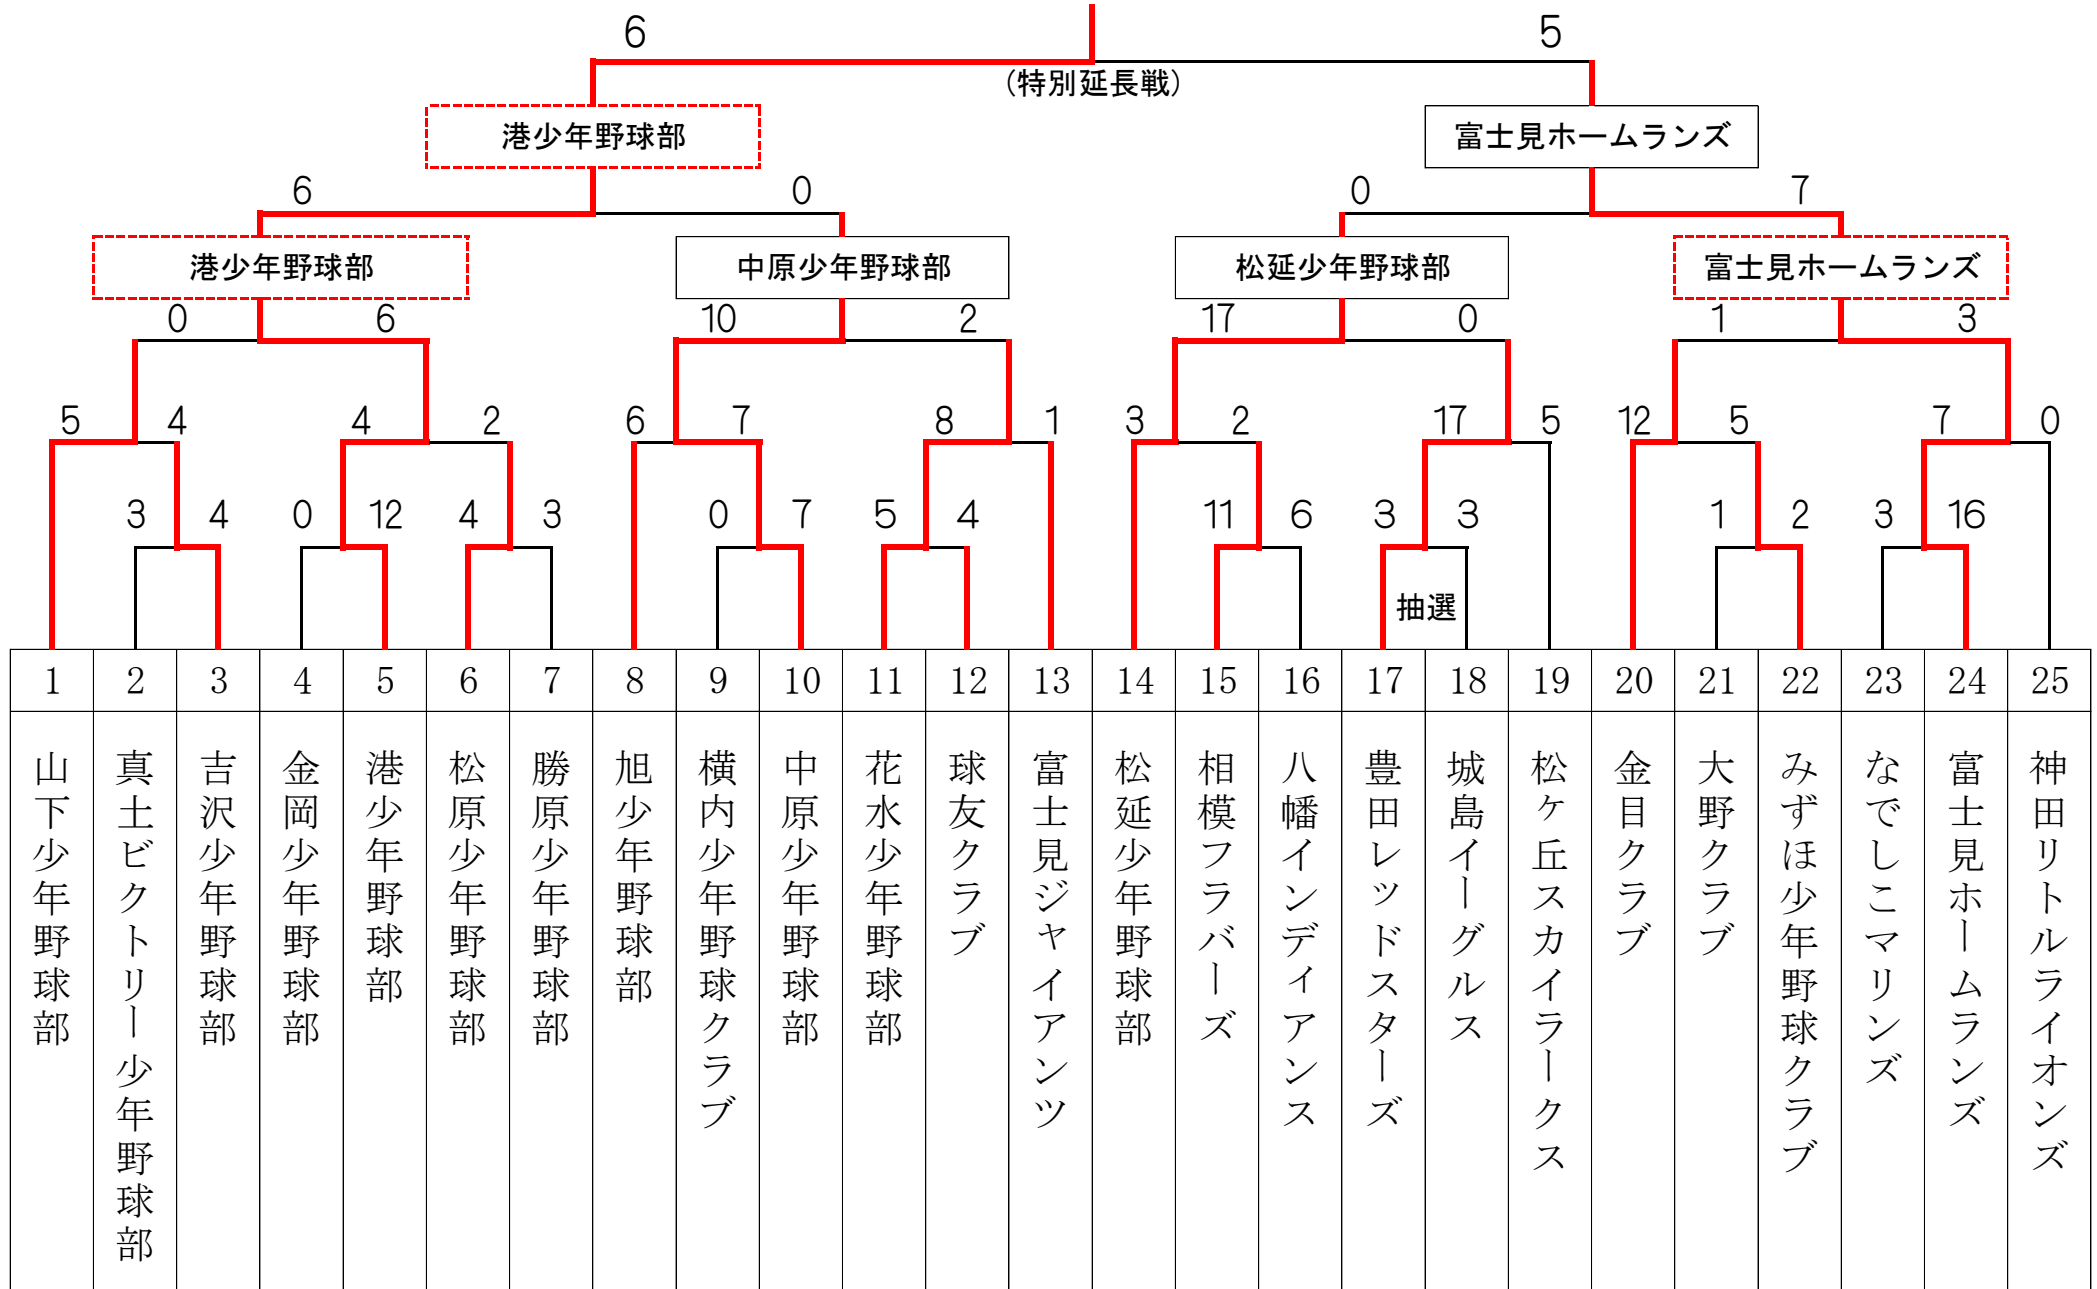 6 5
(特別延長戦)
港少年野球部 富士見ホームランズ
6 0 0 7
港少年野球部 中原少年野球部 松延少年野球部 富士見ホームランズ
0 6 10 2 17 0 1 3
5 4 4 2 6 7 8 1 3 2 17 5 12 5 7 0
3 4 0 12 4 3 0 7 5 4 11 6 3 3 1 2 3 16
抽選
1 2 3 4 5 6 7 8 9 10 11 12 13 14 15 16 17 18 19 20 21 22 23 24 25
山下少年野球部
真土ビクトリー少年野球部
吉沢少年野球部
金岡少年野球部
港少年野球部
松原少年野球部
勝原少年野球部
旭少年野球部
横内少年野球クラブ
中原少年野球部
花水少年野球部
球友クラブ
富士見ジャイアンツ
松延少年野球部
相模フラバーズ
八幡インディアンス
豊田レッドスターズ
城島イーグルス
松ケ丘スカイラークス
金目クラブ
大野クラブ
みずほ少年野球クラブ
なでしこマリンズ
富士見ホームランズ
神田リトルライオンズ